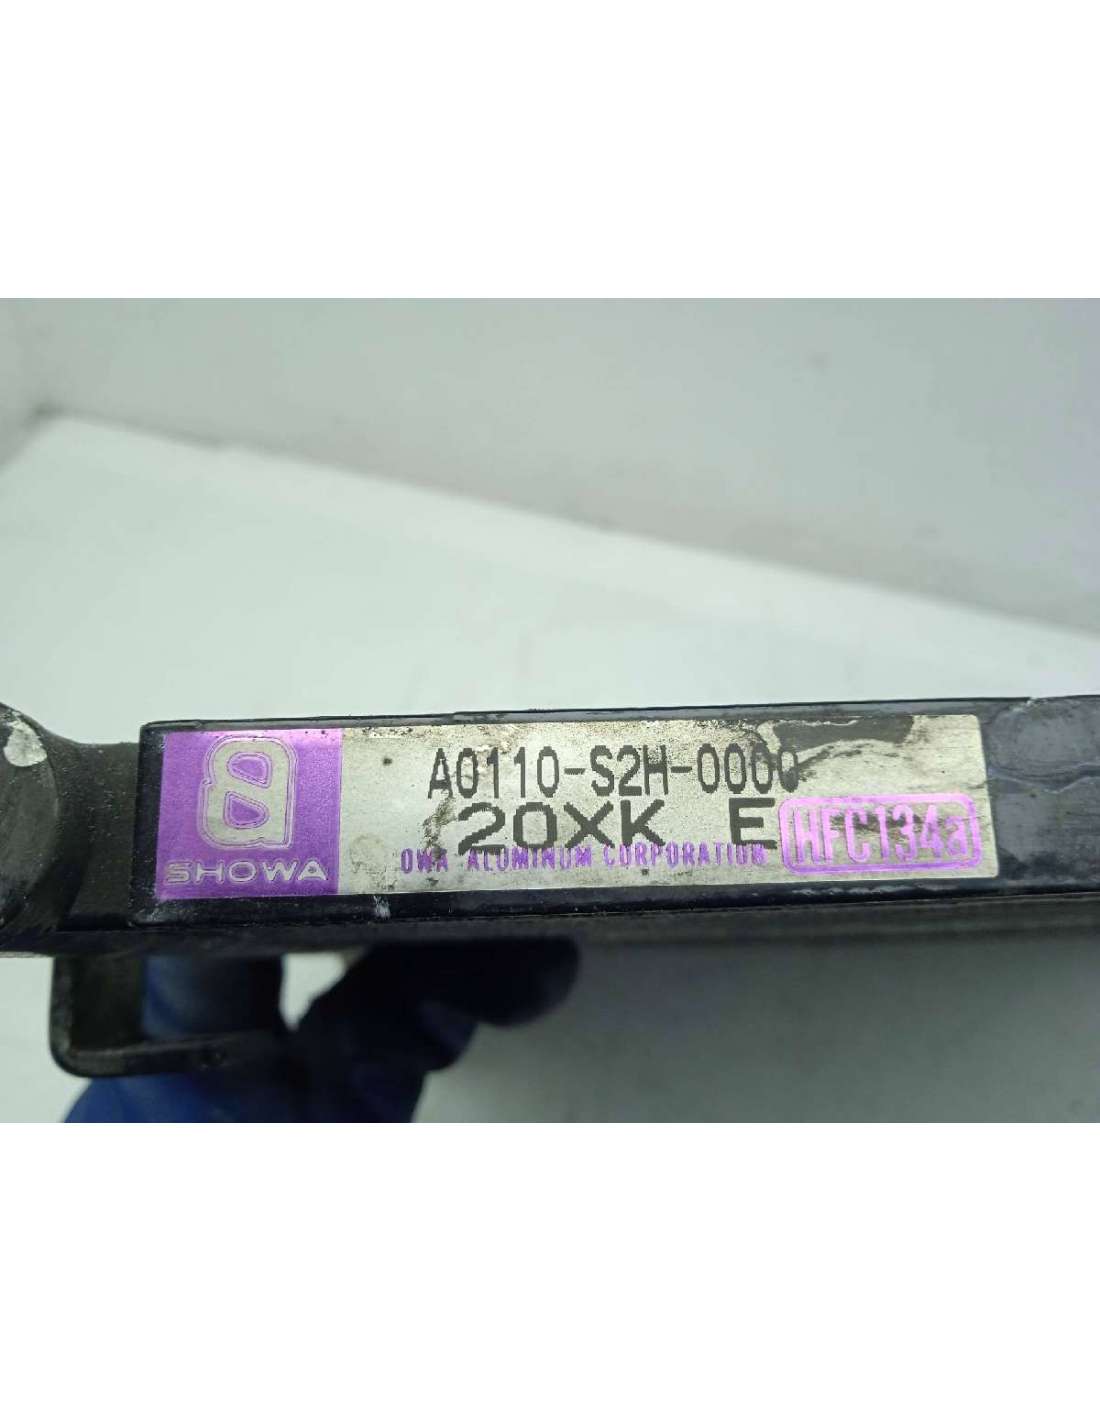 A0110-S2H-0000
20XK E
OWA ALUMINUM CORPORATION
HFC134a
SHOWA